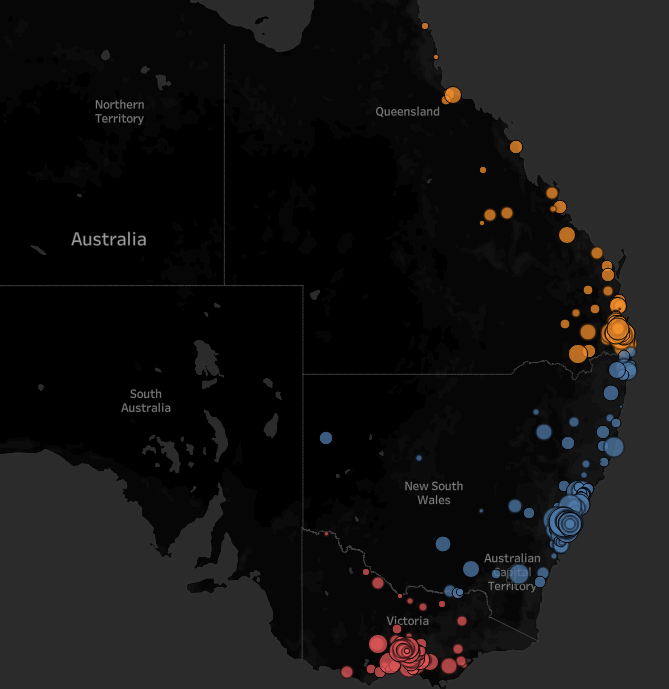 Northern
Territory
Queensland
Australia
South
Australia
New South
Wales
Australian
Capital
Territory
Victoria